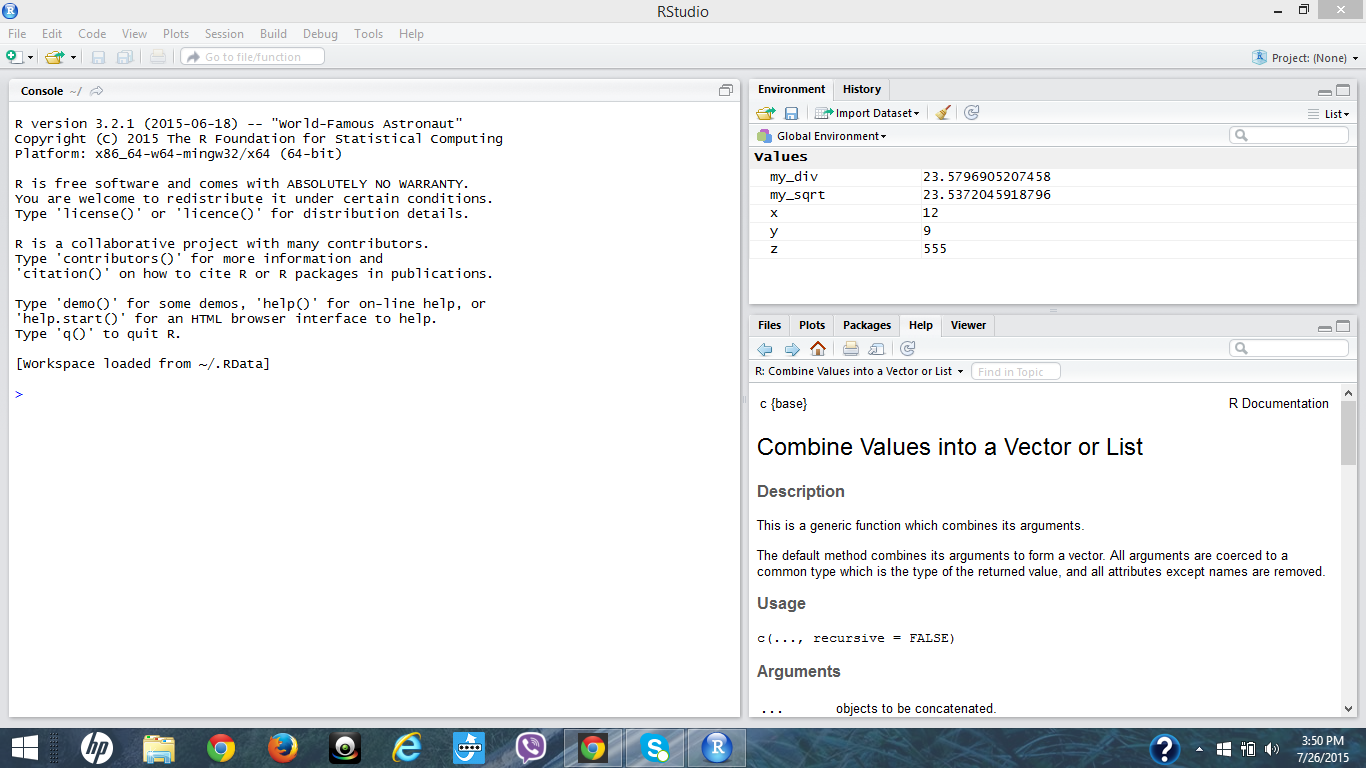 RStudio
File Edit Code View Plots Session Build Debug Tools Help
Go to file/function
Project: (None)
Console ~/
R version 3.2.1 (2015-06-18) -- "World-Famous Astronaut"
Copyright (C) 2015 The R Foundation for Statistical Computing
Platform: x86_64-w64-mingw32/x64 (64-bit)
R is free software and comes with ABSOLUTELY NO WARRANTY.
You are welcome to redistribute it under certain conditions.
Type 'license()' or 'licence()' for distribution details.
R is a collaborative project with many contributors.
Type 'contributors()' for more information and
'citation()' on how to cite R or R packages in publications.
Type 'demo()' for some demos, 'help()' for on-line help, or
'help.start()' for an HTML browser interface to help.
Type 'q()' to quit R.
[Workspace loaded from ~/.RData]
>
Environment History
Import Dataset
List
Global Environment
Values
my_div 23.5796905207458
my_sqrt 23.5372045918796
x 12
y 9
z 555
Files Plots Packages Help Viewer
R: Combine Values into a Vector or List Find in Topic
c {base} R Documentation
Combine Values into a Vector or List
Description
This is a generic function which combines its arguments.
The default method combines its arguments to form a vector. All arguments are coerced to a
common type which is the type of the returned value, and all attributes except names are removed.
Usage
c(..., recursive = FALSE)
Arguments
... objects to be concatenated.
hp
R
?
3:50 PM
7/26/2015